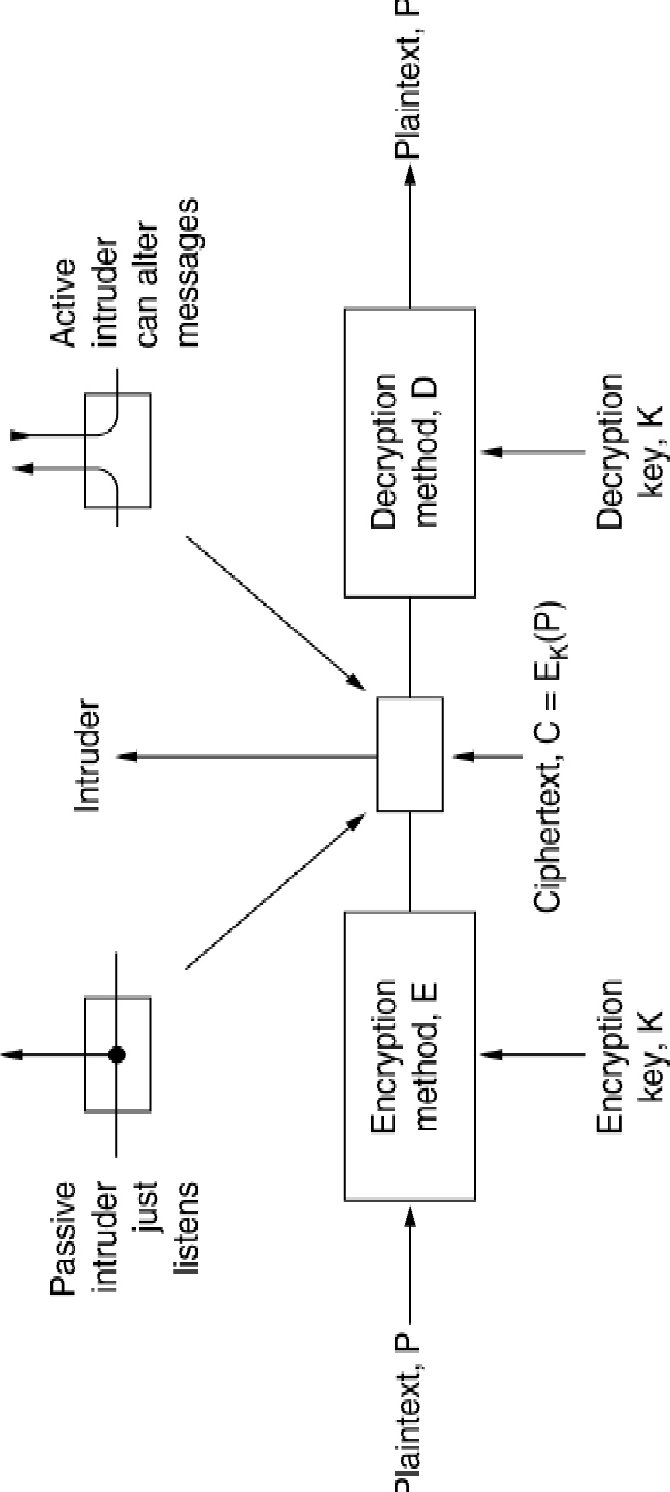 Passive
intruder
just
listens
Intruder
Active
intruder
can alter
messages
Plaintext, P
Encryption
method, E
Decryption
method, D
Plaintext, P
Ciphertext, C = E_K(P)
Encryption
key, K
Decryption
key, K